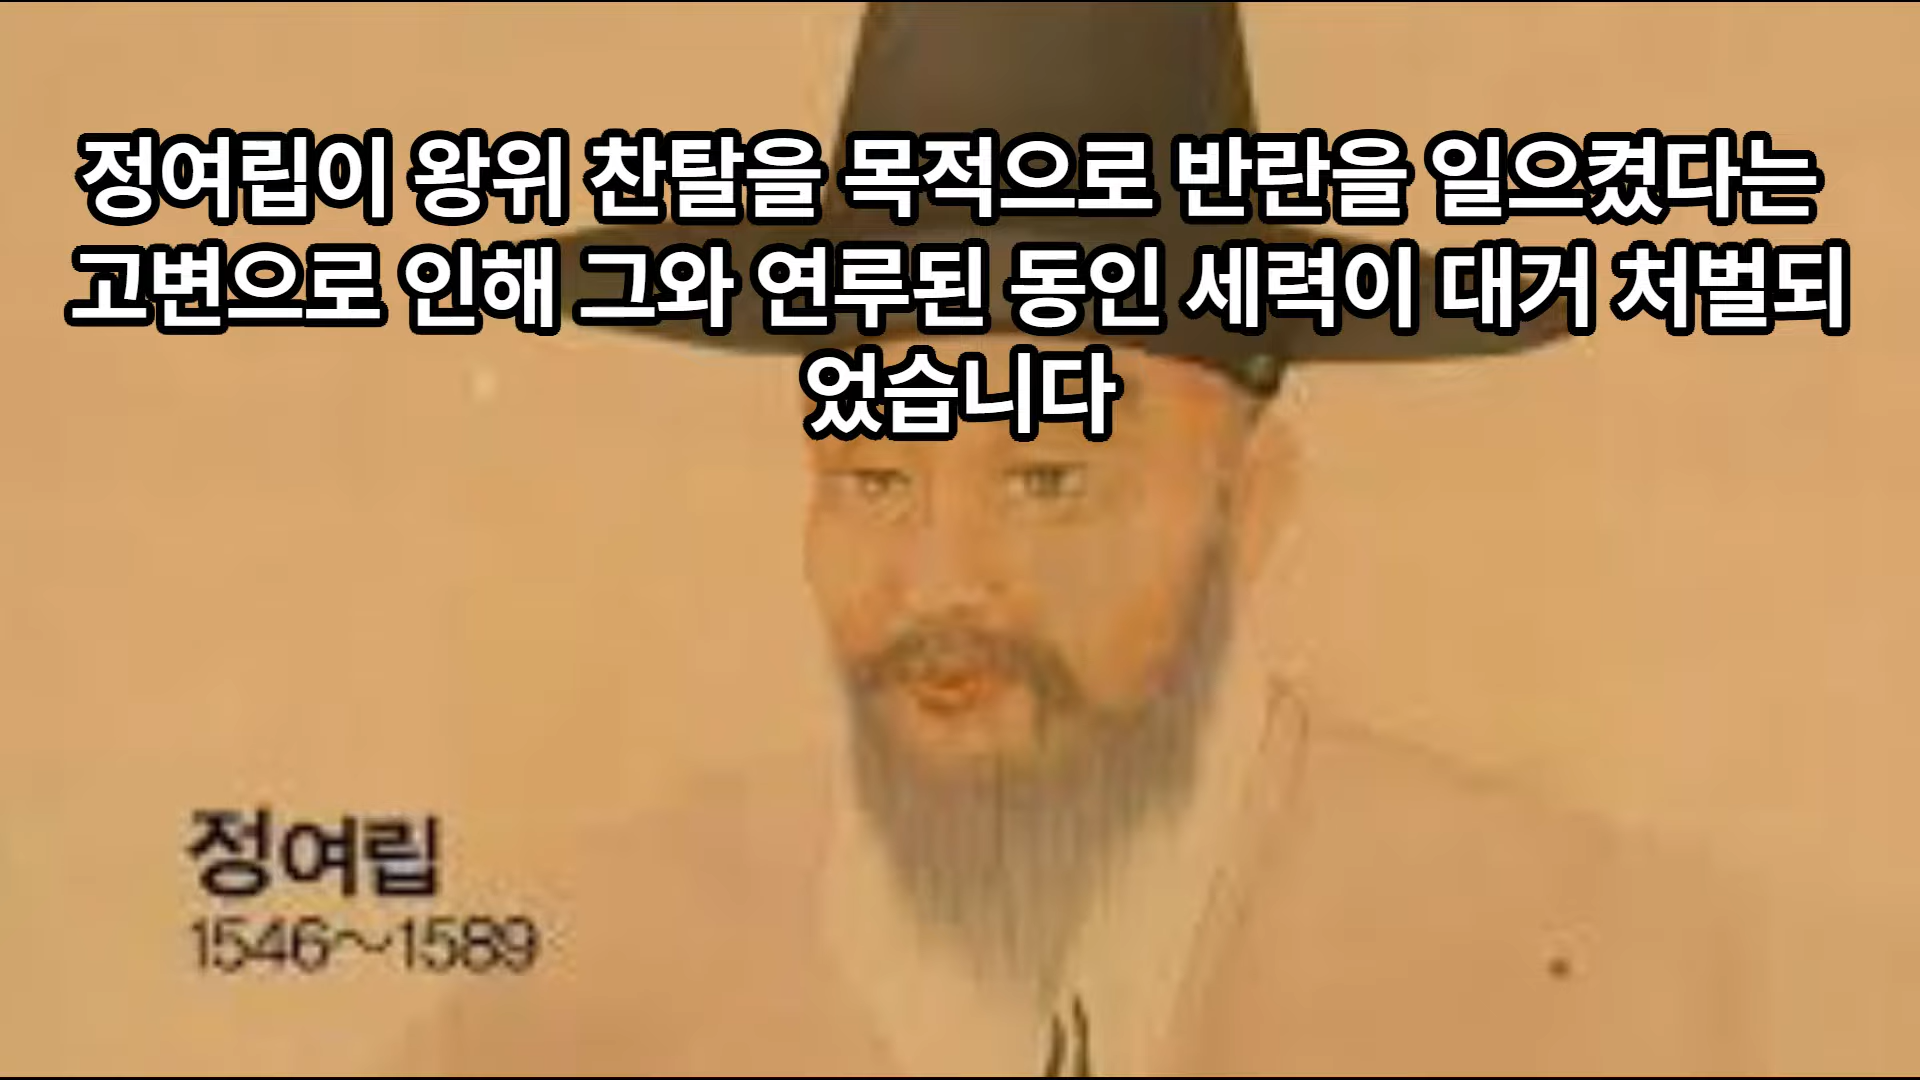 정여립이 왕위 찬탈을 목적으로 반란을 일으켰다는
고변으로 인해 그와 연루된 동인 세력이 대거 처벌되
었습니다
정여립
1546~1589